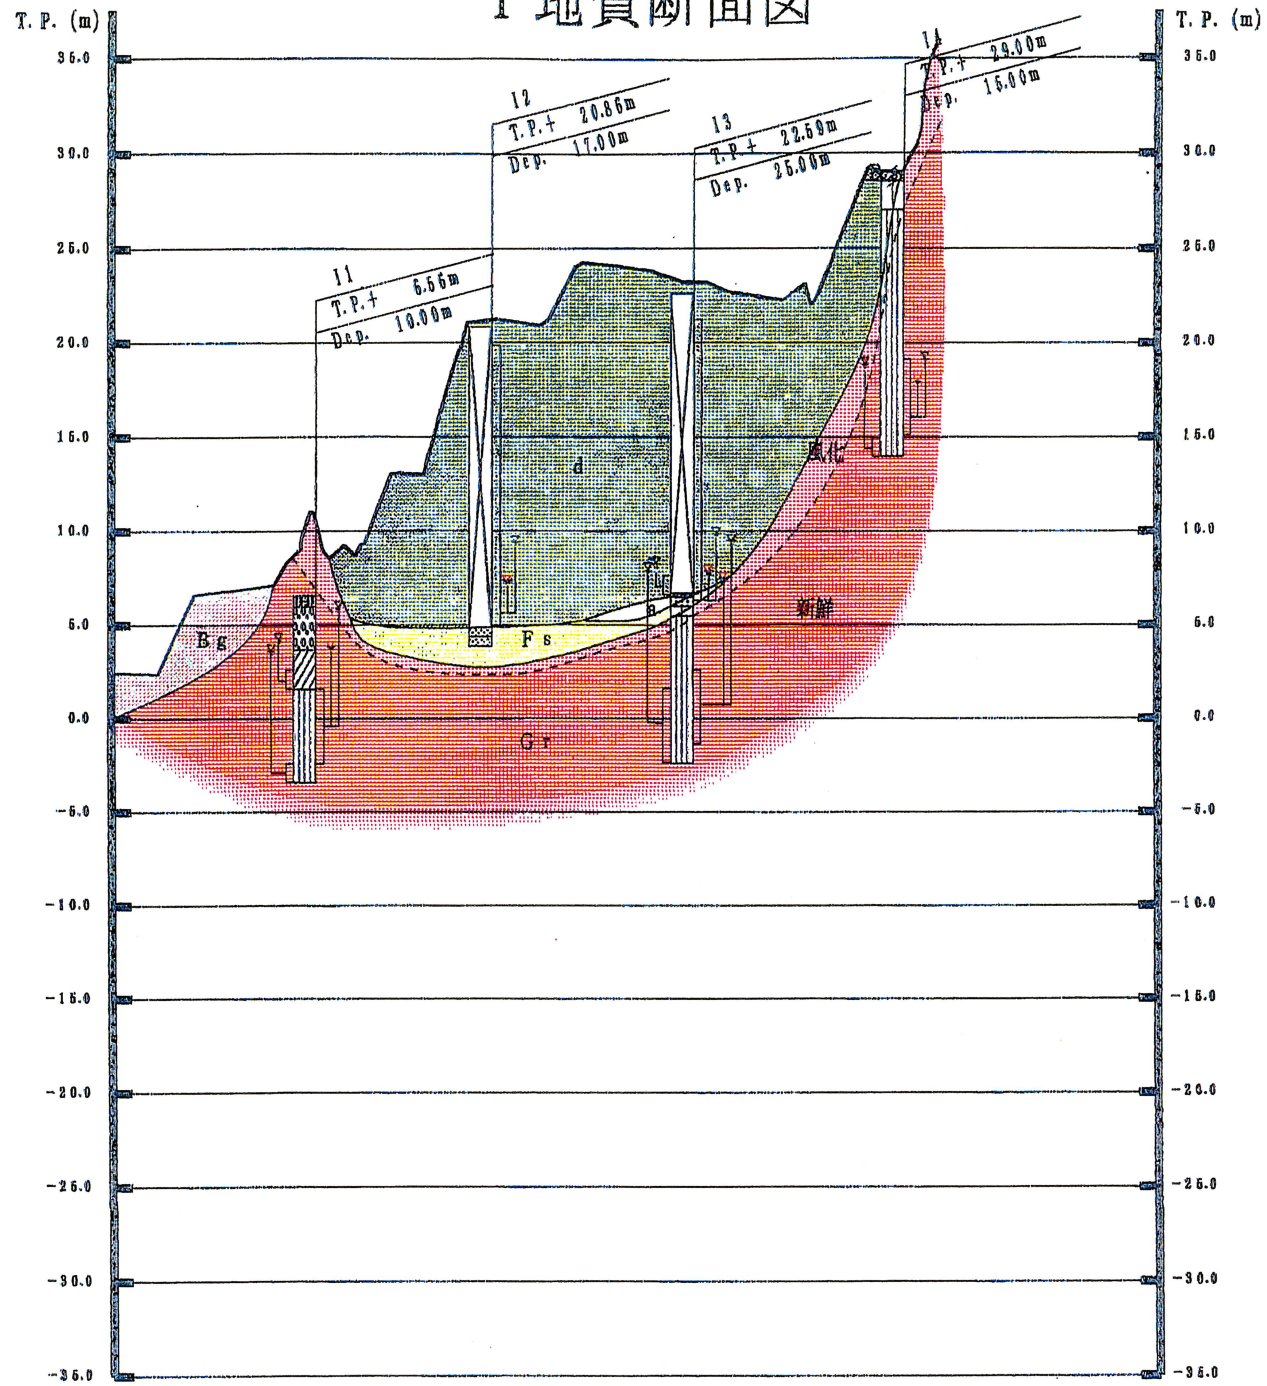 I 地質断面図
T. P. (m)
T. P. (m)
35.0
30.0
25.0
20.0
15.0
10.0
5.0
0.0
-5.0
-10.0
-15.0
-20.0
-25.0
-30.0
-35.0
I1
T.P.+ 6.56m
Dep. 10.00m
I2
T.P.+ 20.86m
Dep. 17.00m
I3
T.P+ 22.59m
Dep. 25.00m
I4
T.P.+ 29.00m
Dep. 15.00m
d
風化
新鮮
Bg
Fs
a
Gr
35.0
30.0
25.0
20.0
15.0
10.0
5.0
0.0
-5.0
-10.0
-15.0
-20.0
-25.0
-30.0
-35.0